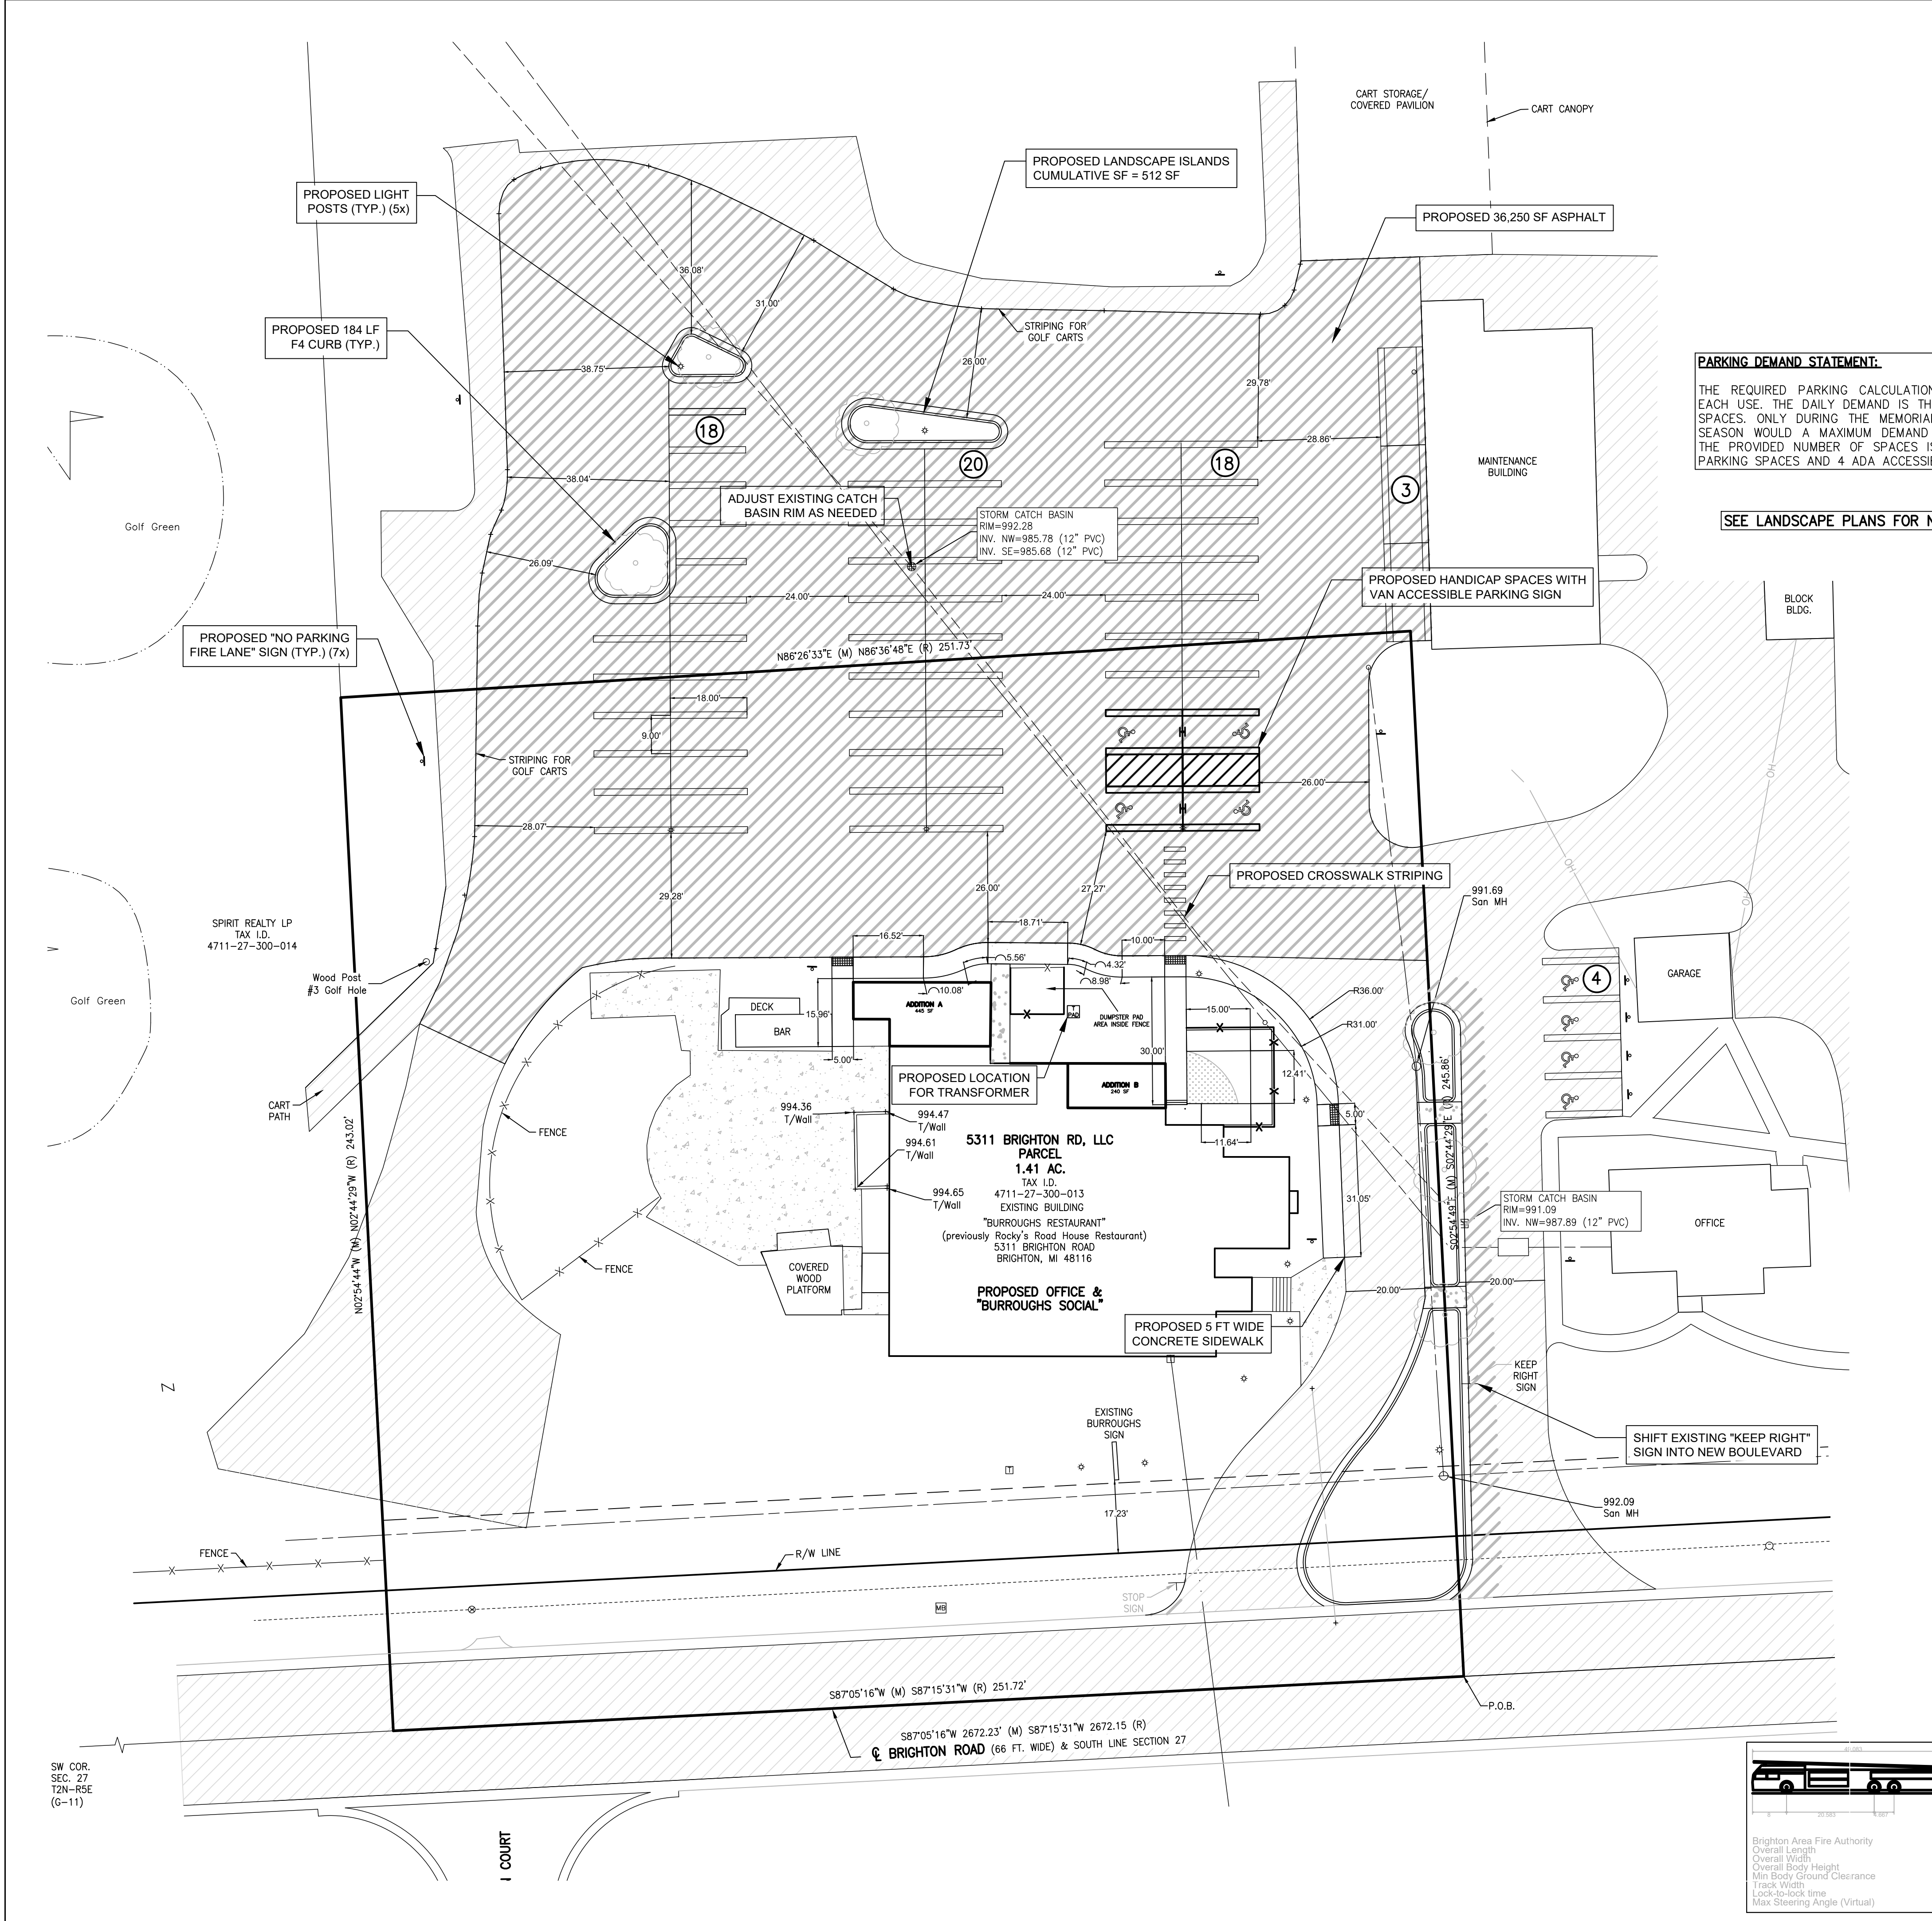 CART STORAGE/
COVERED PAVILION
CART CANOPY
PROPOSED LANDSCAPE ISLANDS
CUMULATIVE SF = 512 SF
PROPOSED LIGHT
POSTS (TYP.) (5x)
PROPOSED 36,250 SF ASPHALT
36.08'
31.00'
PROPOSED 184 LF
F4 CURB (TYP.)
STRIPING FOR
GOLF CARTS
26.00'
38.75'
29.78'
PARKING DEMAND STATEMENT:
THE REQUIRED PARKING CALCULATION
EACH USE. THE DAILY DEMAND IS TH
SPACES. ONLY DURING THE MEMORIA
SEASON WOULD A MAXIMUM DEMAND
THE PROVIDED NUMBER OF SPACES IS
PARKING SPACES AND 4 ADA ACCESSI
18
20
18
28.86'
3
MAINTENANCE
BUILDING
38.04'
ADJUST EXISTING CATCH
BASIN RIM AS NEEDED
STORM CATCH BASIN
RIM=992.28
INV. NW=985.78 (12" PVC)
INV. SE=985.68 (12" PVC)
SEE LANDSCAPE PLANS FOR N
Golf Green
26.09'
24.00'
24.00'
PROPOSED HANDICAP SPACES WITH
VAN ACCESSIBLE PARKING SIGN
BLOCK
BLDG.
PROPOSED "NO PARKING
FIRE LANE" SIGN (TYP.) (7x)
N86°26'33"E (M) N86°36'48"E (R) 251.73'
18.00'
9.00'
STRIPING FOR
GOLF CARTS
H
H
26.00'
OH
28.07'
OH
OH
29.28'
26.00'
27.27'
PROPOSED CROSSWALK STRIPING
991.69
San MH
SPIRIT REALTY LP
TAX I.D.
4711-27-300-014
16.52'
18.71'
10.00'
Wood Post
#3 Golf Hole
Golf Green
5.56'
4.32'
8.98'
10.08'
R36.00'
R31.00'
4
GARAGE
DECK
BAR
15.96'
5.00'
ADDITION A
445 SF
T
PAD
DUMPSTER PAD
AREA INSIDE FENCE
15.00'
30.00'
12.41'
PROPOSED LOCATION
FOR TRANSFORMER
ADDITION B
240 SF
5.00'
11.64'
CART
PATH
FENCE
994.36
T/Wall
994.47
T/Wall
994.61
T/Wall
994.65
T/Wall
5311 BRIGHTON RD, LLC
PARCEL
1.41 AC.
TAX I.D.
4711-27-300-013
EXISTING BUILDING
"BURROUGHS RESTAURANT"
(previously Rocky's Road House Restaurant)
5311 BRIGHTON ROAD
BRIGHTON, MI 48116
PROPOSED OFFICE &
"BURROUGHS SOCIAL"
31.05'
S02°54'49"E (M) S02°44'29"E (R) 245.86'
N02°54'44"W (M) N02°44'29"W (R) 243.02'
STORM CATCH BASIN
RIM=991.09
INV. NW=987.89 (12" PVC)
OFFICE
FENCE
COVERED
WOOD
PLATFORM
20.00'
20.00'
PROPOSED 5 FT WIDE
CONCRETE SIDEWALK
KEEP
RIGHT
SIGN
Z
EXISTING
BURROUGHS
SIGN
T
SHIFT EXISTING "KEEP RIGHT"
SIGN INTO NEW BOULEVARD
992.09
San MH
17.23'
FENCE
R/W LINE
STOP
SIGN
MB
S87°05'16"W (M) S87°15'31"W (R) 251.72'
P.O.B.
S87°05'16"W 2672.23' (M) S87°15'31"W 2672.15 (R)
℄ BRIGHTON ROAD (66 FT. WIDE) & SOUTH LINE SECTION 27
SW COR.
SEC. 27
T2N-R5E
(G-11)
COURT
6
20.583
Brighton Area Fire Authority
Overall Length
Overall Width
Overall Body Height
Min Body Ground Clearance
Track Width
Lock-to-lock time
Max Steering Angle (Virtual)